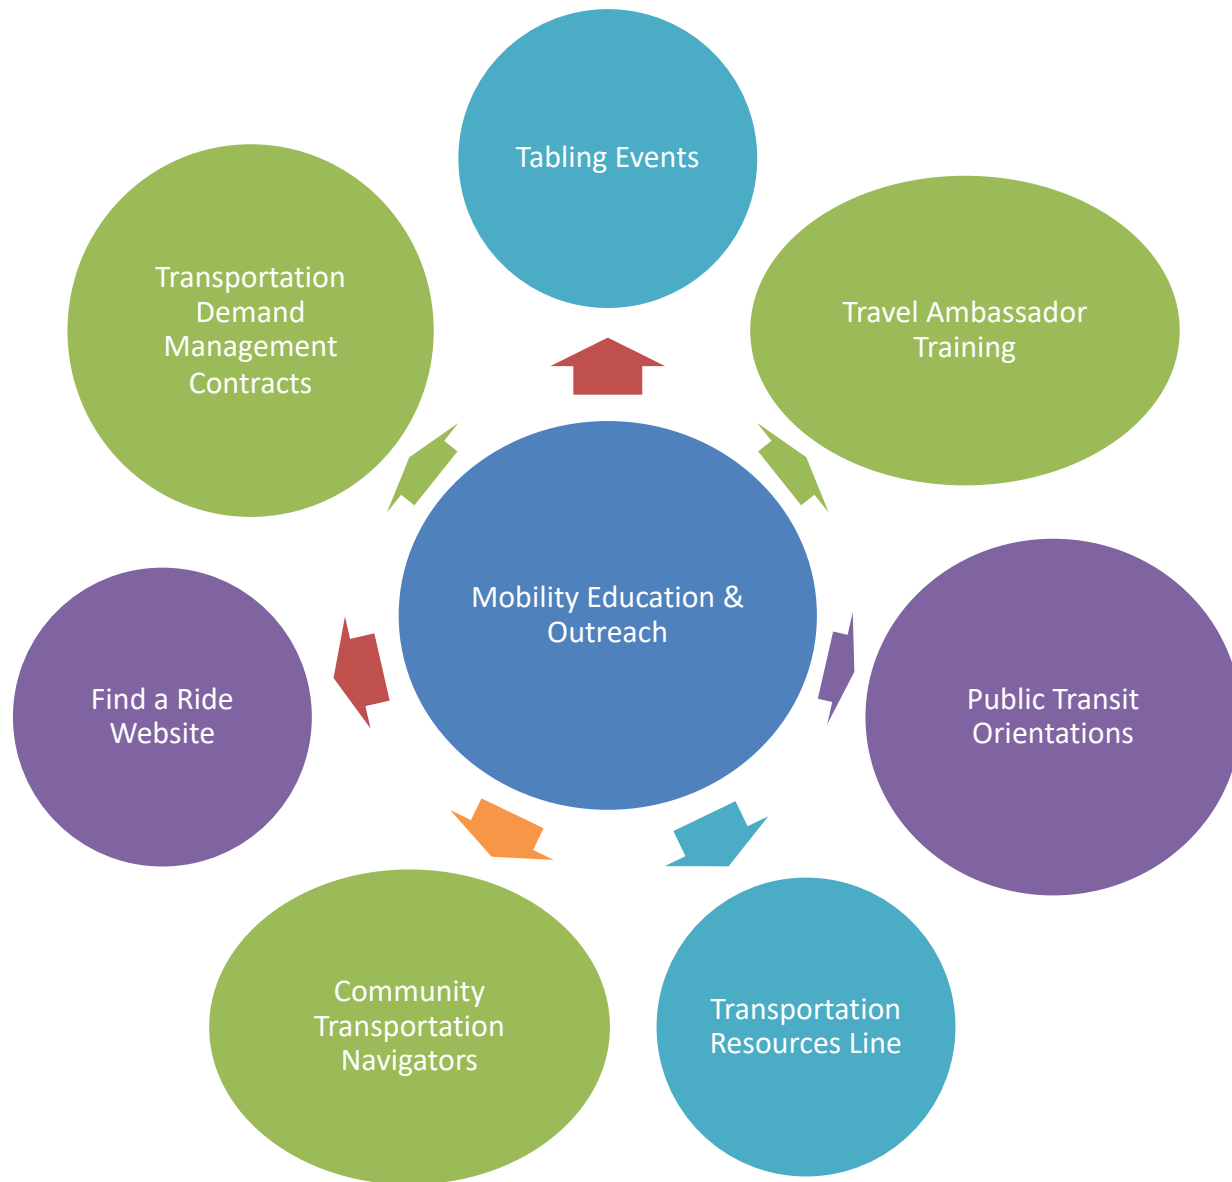 Tabling Events
Travel Ambassador
Training
Public Transit
Orientations
Transportation
Resources Line
Community
Transportation
Navigators
Find a Ride
Website
Transportation
Demand
Management
Contracts
Mobility Education &
Outreach